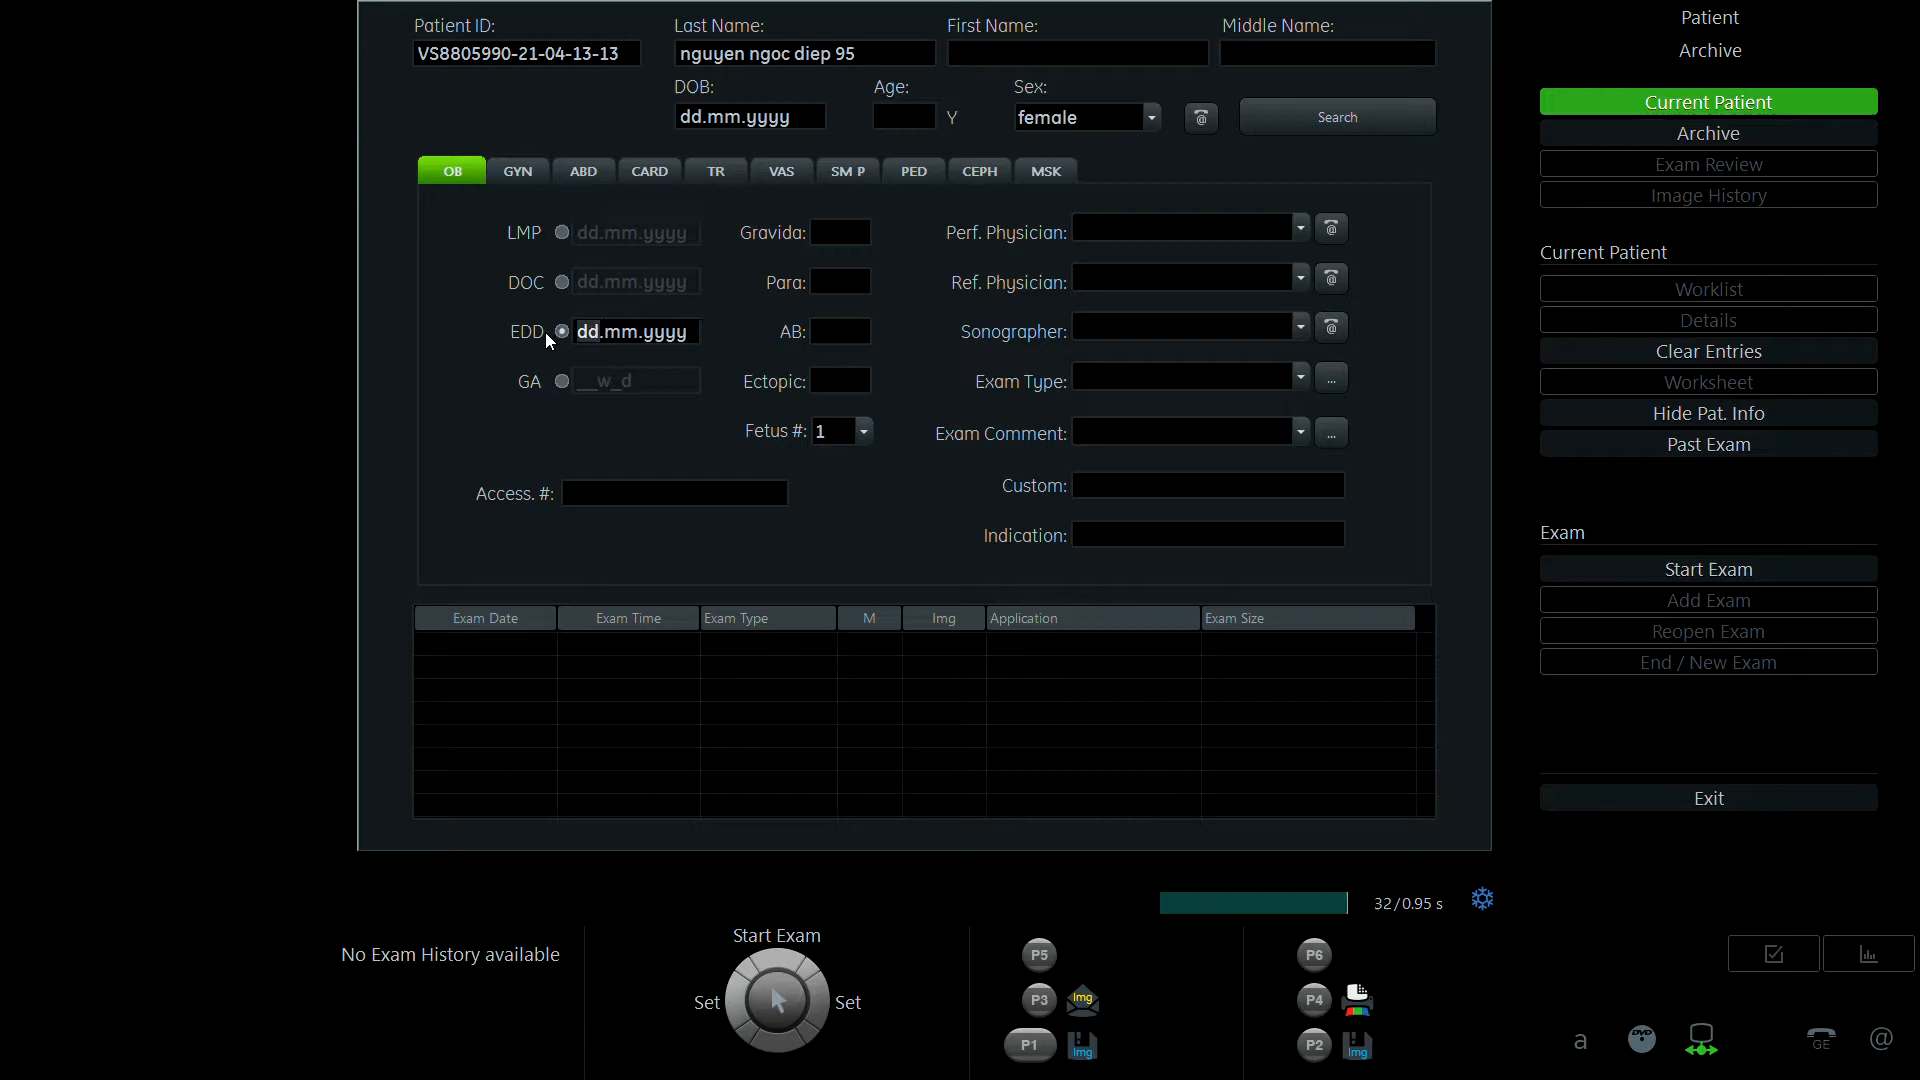 Patient ID: Last Name: First Name: Middle Name:
VS8805990-21-04-13-13 nguyen ngoc diep 95
DOB: Age: Sex:
dd.mm.yyyy Y female @ Search
OB GYN ABD CARD TR VAS SM P PED CEPH MSK
LMP dd.mm.yyyy Gravida: Perf. Physician: @
DOC dd.mm.yyyy Para: Ref. Physician: @
EDD dd.mm.yyyy AB: Sonographer: @
GA __w_d Ectopic: Exam Type: ...
Fetus #: 1 Exam Comment: ...
Access. #: Custom:
Indication:
Exam Date Exam Time Exam Type M Img Application Exam Size
Patient
Archive
Current Patient
Archive
Exam Review
Image History
Current Patient
Worklist
Details
Clear Entries
Worksheet
Hide Pat. Info
Past Exam
Exam
Start Exam
Add Exam
Reopen Exam
End / New Exam
Exit
32/0.95 s
No Exam History available
Start Exam
Set Set
P5 P6
P3 Img P4
P1 Img P2 Img
a DVD GE @